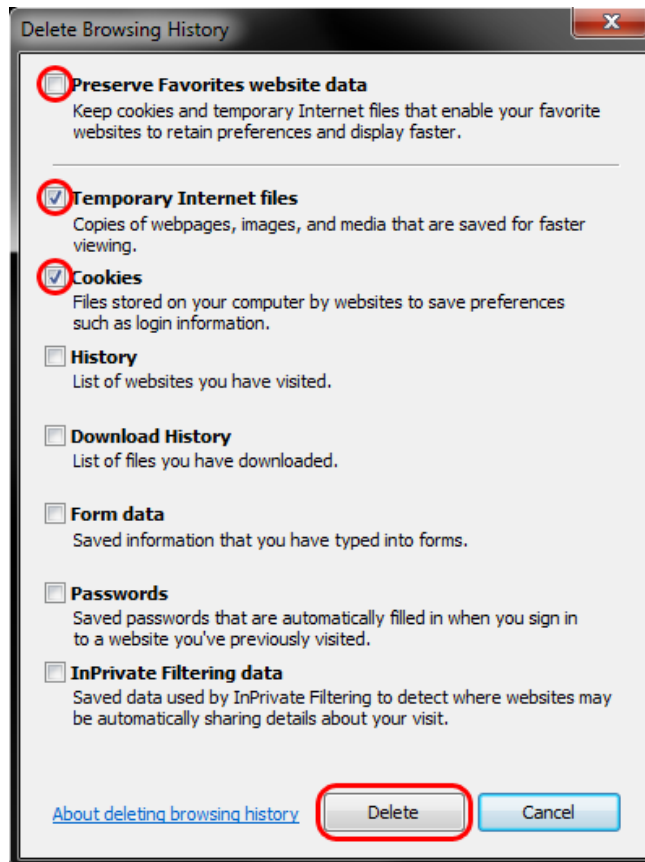 Delete Browsing History
Preserve Favorites website data
Keep cookies and temporary Internet files that enable your favorite
websites to retain preferences and display faster.
Temporary Internet files
Copies of webpages, images, and media that are saved for faster
viewing.
Cookies
Files stored on your computer by websites to save preferences
such as login information.
History
List of websites you have visited.
Download History
List of files you have downloaded.
Form data
Saved information that you have typed into forms.
Passwords
Saved passwords that are automatically filled in when you sign in
to a website you've previously visited.
InPrivate Filtering data
Saved data used by InPrivate Filtering to detect where websites may
be automatically sharing details about your visit.
About deleting browsing history Delete Cancel